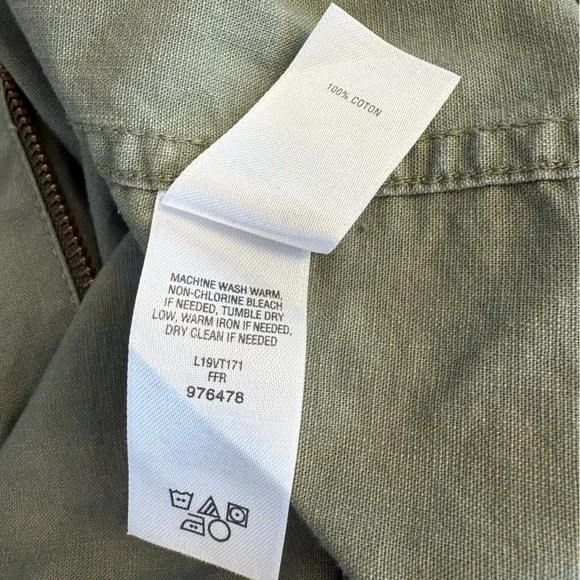 100% COTON
MACHINE WASH WARM,
NON-CHLORINE BLEACH
IF NEEDED, TUMBLE DRY
LOW, WARM IRON IF NEEDED,
DRY CLEAN IF NEEDED
L19VT171
FFR
976478